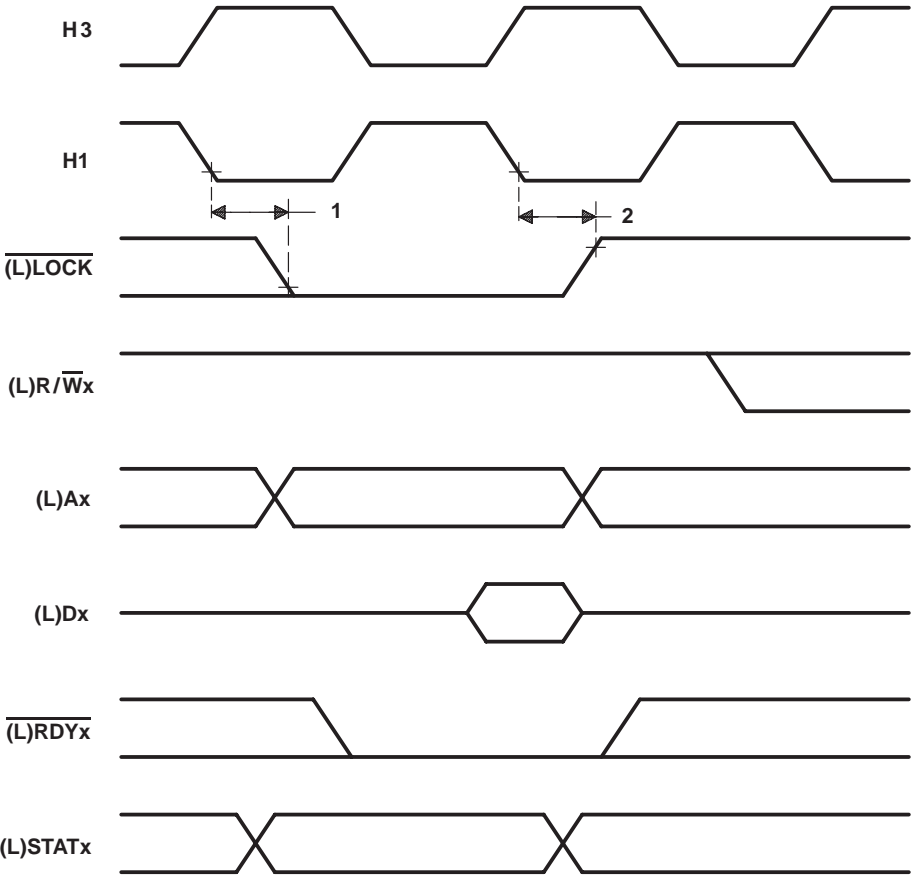 H3
H1
1
2
(L)LOCK
(L)R/Wx
(L)Ax
(L)Dx
(L)RDYx
(L)STATx